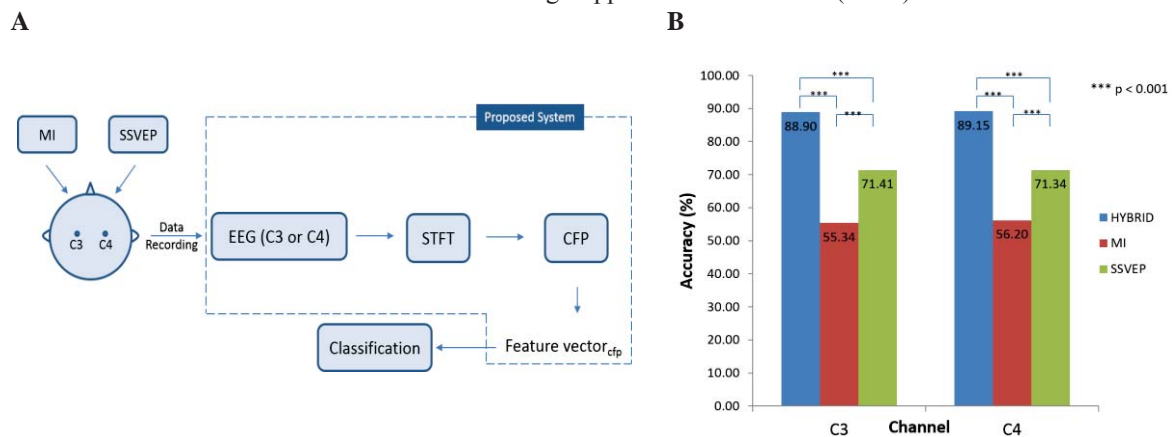 A
B
MI
SSVEP
C3
C4
Data
Recording
Proposed System
EEG (C3 or C4)
STFT
CFP
Classification
Feature vectorcfp
Accuracy (%)
100.00
90.00
80.00
70.00
60.00
50.00
40.00
30.00
20.00
10.00
0.00
***
***
***
***
***
***
*** p < 0.001
88.90
55.34
71.41
89.15
56.20
71.34
HYBRID
MI
SSVEP
C3
Channel
C4